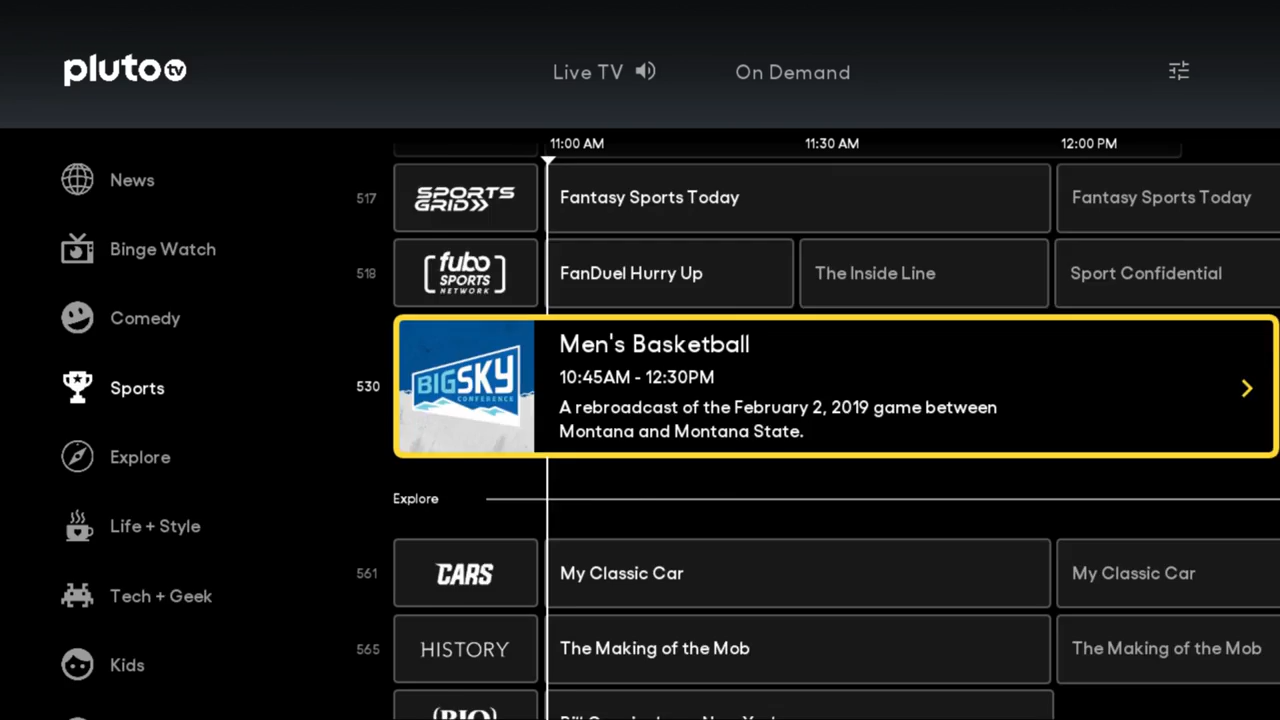 pluto tv
Live TV
On Demand
11:00 AM
11:30 AM
12:00 PM
News
Binge Watch
Comedy
Sports
Explore
Life + Style
Tech + Geek
Kids
517
SPORTS
GRID
Fantasy Sports Today
Fantasy Sports Today
518
fubo
SPORTS
NETWORK
FanDuel Hurry Up
The Inside Line
Sport Confidential
530
BIG SKY
CONFERENCE
Men's Basketball
10:45AM - 12:30PM
A rebroadcast of the February 2, 2019 game between
Montana and Montana State.
Explore
561
CARS
My Classic Car
My Classic Car
565
HISTORY
The Making of the Mob
The Making of the Mob
(BIO)